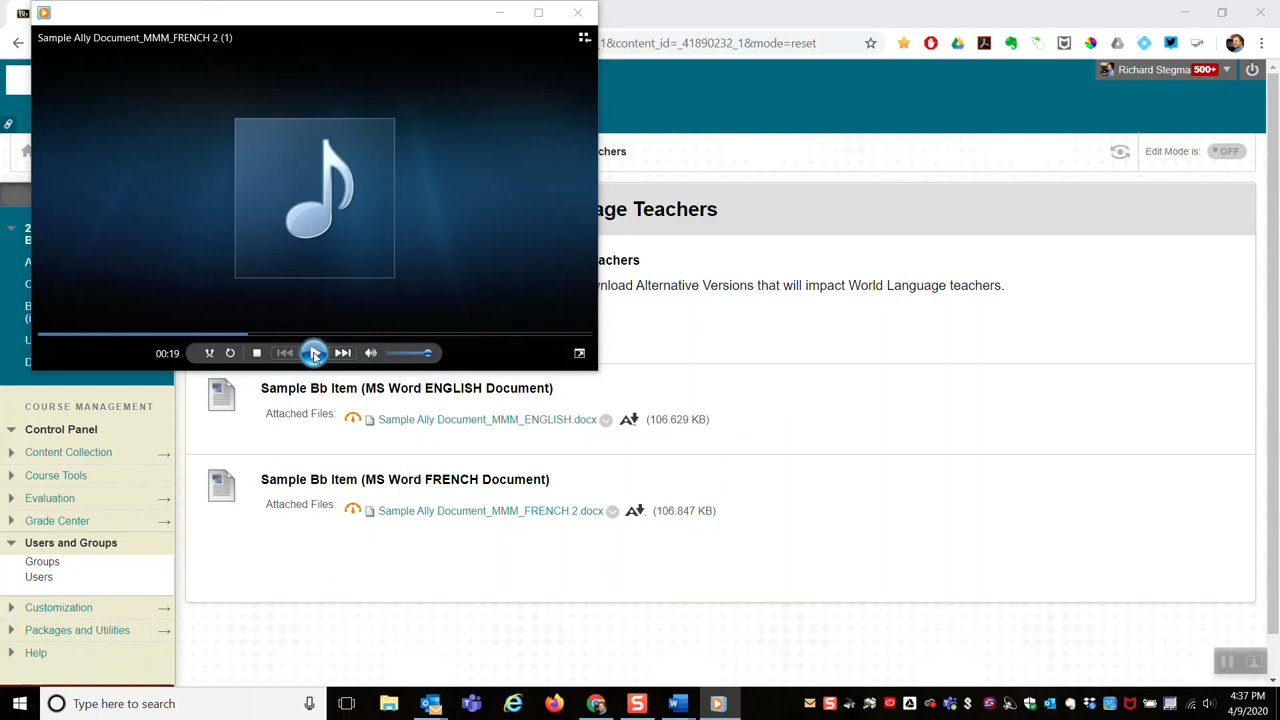 Bb
Sample Ally Document_MMM_FRENCH 2 (1)
_1&content_id=_41890232_1&mode=reset
Richard Stegma 500+
chers
Edit Mode is: OFF
age Teachers
achers
nload Alternative Versions that will impact World Language teachers.
00:19
Sample Bb Item (MS Word ENGLISH Document)
Attached Files: Sample Ally Document_MMM_ENGLISH.docx (106.629 KB)
Sample Bb Item (MS Word FRENCH Document)
Attached Files: Sample Ally Document_MMM_FRENCH 2.docx (106.847 KB)
COURSE MANAGEMENT
Control Panel
Content Collection
Course Tools
Evaluation
Grade Center
Users and Groups
Groups
Users
Customization
Packages and Utilities
Help
Type here to search
4:37 PM
4/9/2020